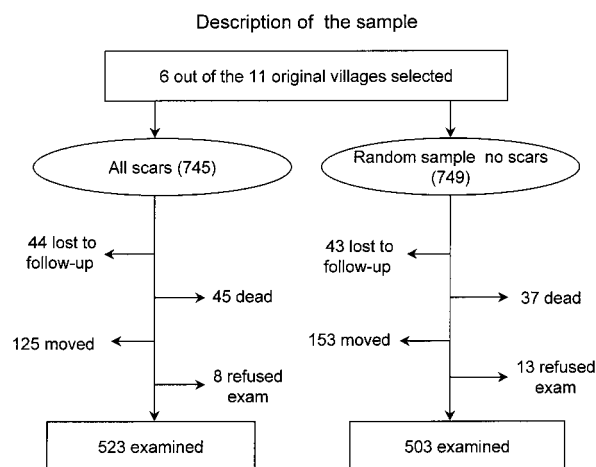 Description of the sample
6 out of the 11 original villages selected
All scars (745)
Random sample no scars
(749)
44 lost to
follow-up
43 lost to
follow-up
45 dead
37 dead
125 moved
153 moved
8 refused
exam
13 refused
exam
523 examined
503 examined